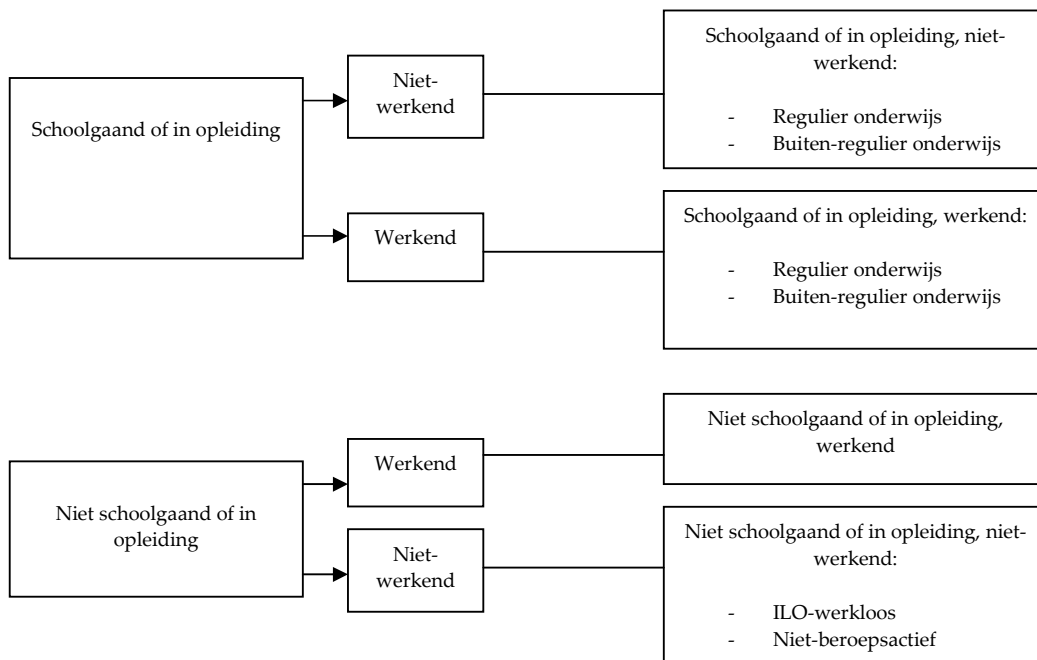 Schoolgaand of in opleiding
Niet-
werkend
Schoolgaand of in opleiding, niet-
werkend:
- Regulier onderwijs
- Buiten-regulier onderwijs
Werkend
Schoolgaand of in opleiding, werkend:
- Regulier onderwijs
- Buiten-regulier onderwijs
Niet schoolgaand of in
opleiding
Werkend
Niet schoolgaand of in opleiding,
werkend
Niet-
werkend
Niet schoolgaand of in opleiding, niet-
werkend:
- ILO-werkloos
- Niet-beroepsactief